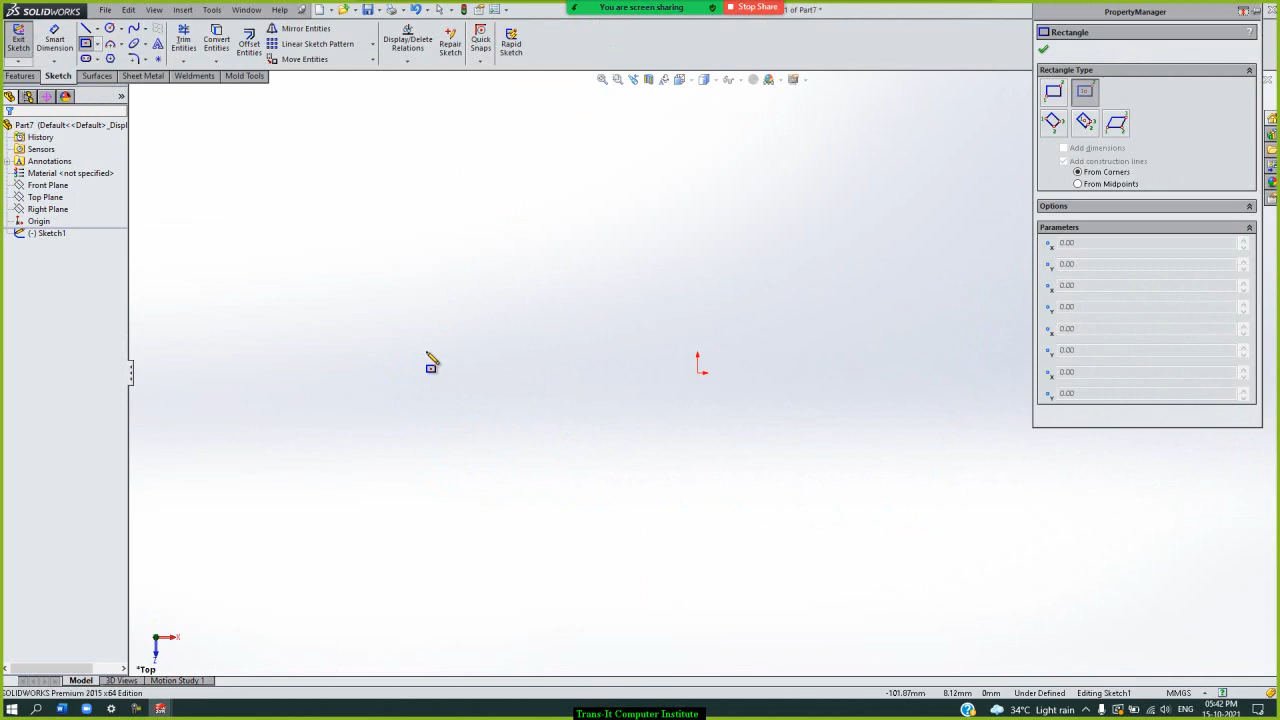 SOLIDWORKS
File Edit View Insert Tools Window Help
You are screen sharing
Stop Share
1 of Part7 *
Exit Sketch
Smart Dimension
Trim Entities
Convert Entities
Offset Entities
Mirror Entities
Linear Sketch Pattern
Move Entities
Display/Delete Relations
Repair Sketch
Quick Snaps
Rapid Sketch
Features Sketch Surfaces Sheet Metal Weldments Mold Tools
Part7 (Default<<Default>_Displ
History
Sensors
Annotations
Material <not specified>
Front Plane
Top Plane
Right Plane
Origin
(-) Sketch1
PropertyManager
Rectangle
?
Rectangle Type
Add dimensions
Add construction lines
From Corners
From Midpoints
Options
Parameters
x 0.00
Y 0.00
x 0.00
Y 0.00
x 0.00
Y 0.00
x 0.00
Y 0.00
X
Z
*Top
Model 3D Views Motion Study 1
SOLIDWORKS Premium 2015 x64 Edition
-101.87mm 8.12mm 0mm Under Defined Editing Sketch1 MMGS
34°C Light rain
ENG
05:42 PM
15-10-2021
Trans-It Computer Institute